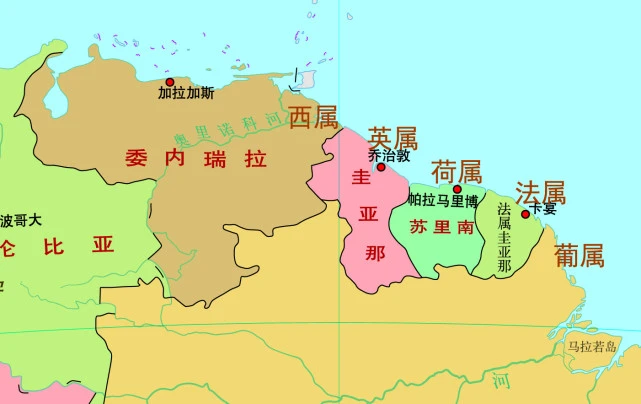 加拉加斯
西属
奥里诺科河
英属
乔治敦
委内瑞拉
荷属
圭亚那
帕拉马里博
法属
卡宴
波哥大
苏里南
法属圭亚那
伦比亚
葡属
马拉若岛
河